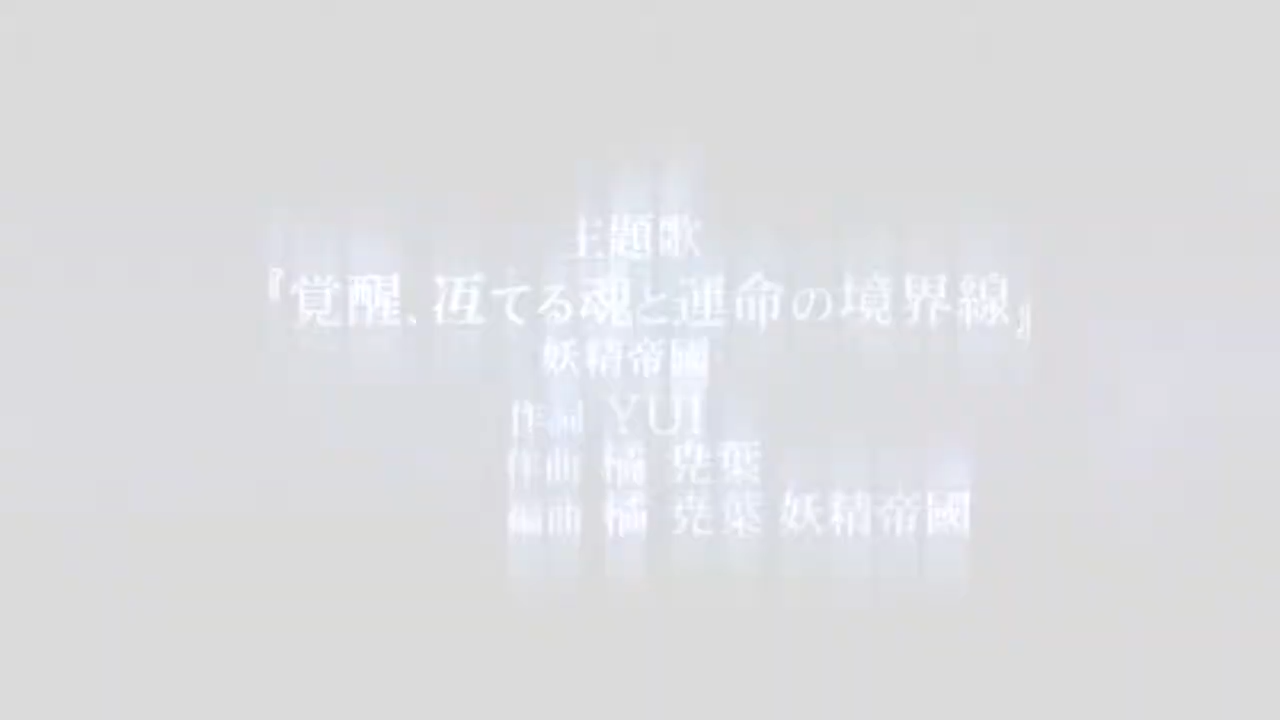 主題歌
『覚醒、冱てる魂と運命の境界線』
妖精帝國
作詞 YUI
作曲 橘 尭葉
編曲 橘 尭葉 妖精帝國